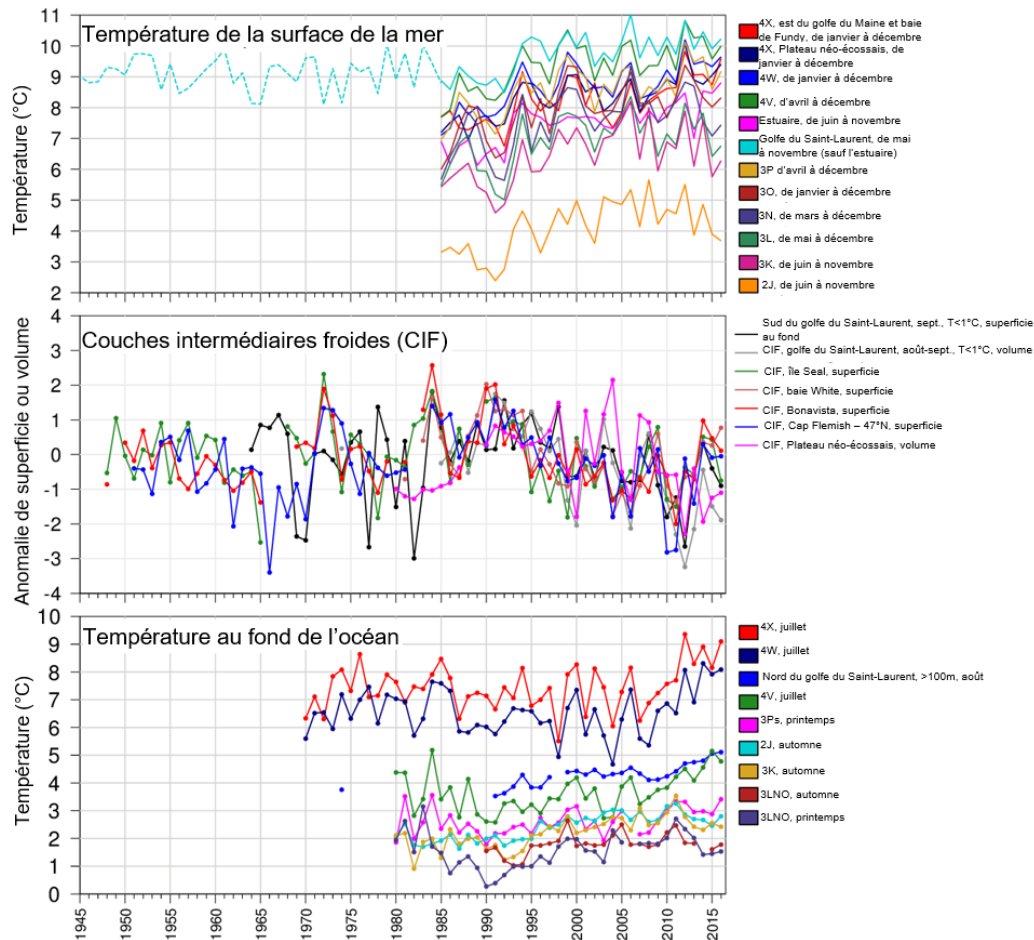 Température de la surface de la mer
Température (°C)
11
10
9
8
7
6
5
4
3
2
4X, est du golfe du Maine et baie
de Fundy, de janvier à décembre
4X, Plateau néo-écossais, de
janvier à décembre
4W, de janvier à décembre
4V, d'avril à décembre
Estuaire, de juin à novembre
Golfe du Saint-Laurent, de mai
à novembre (sauf l'estuaire)
3P d'avril à décembre
3O, de janvier à décembre
3N, de mars à décembre
3L, de mai à décembre
3K, de juin à novembre
2J, de juin à novembre
Couches intermédiaires froides (CIF)
Anomalie de superficie ou volume
4
3
2
1
0
-1
-2
-3
-4
Sud du golfe du Saint-Laurent, sept., T<1°C, superficie
au fond
CIF, golfe du Saint-Laurent, août-sept., T<1°C, volume
CIF, île Seal, superficie
CIF, baie White, superficie
CIF, Bonavista, superficie
CIF, Cap Flemish – 47°N, superficie
CIF, Plateau néo-écossais, volume
Température au fond de l'océan
Température (°C)
10
9
8
7
6
5
4
3
2
1
0
4X, juillet
4W, juillet
Nord du golfe du Saint-Laurent, >100m, août
4V, juillet
3Ps, printemps
2J, automne
3K, automne
3LNO, automne
3LNO, printemps
1945
1950
1955
1960
1965
1970
1975
1980
1985
1990
1995
2000
2005
2010
2015